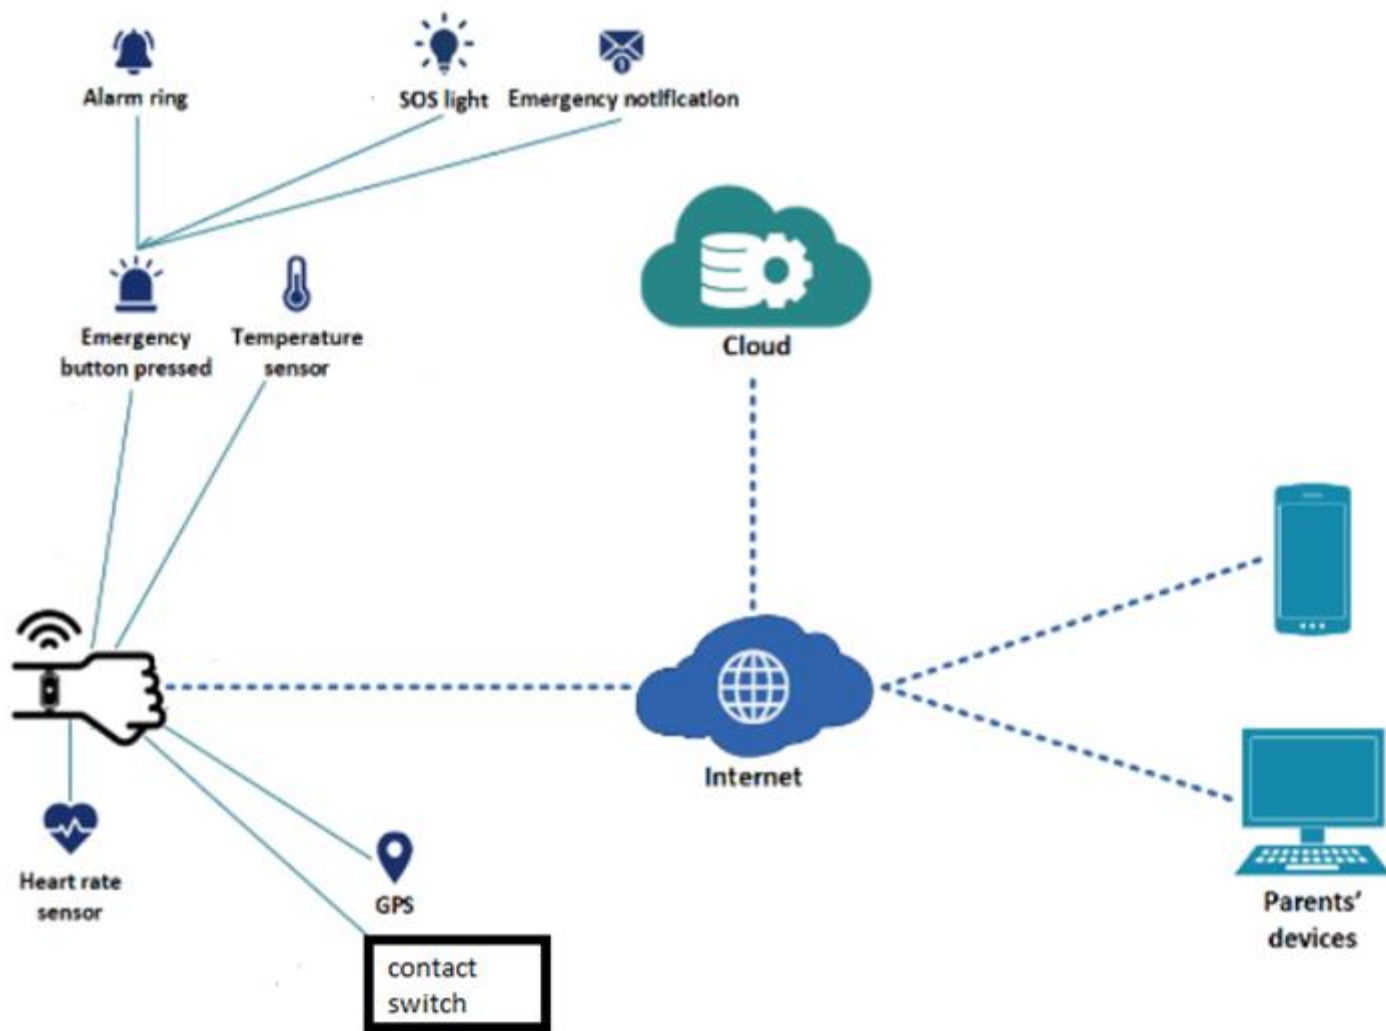 Alarm ring
SOS light
Emergency notification
1
Emergency
button pressed
Temperature
sensor
Cloud
Internet
Heart rate
sensor
GPS
contact
switch
Parents’
devices